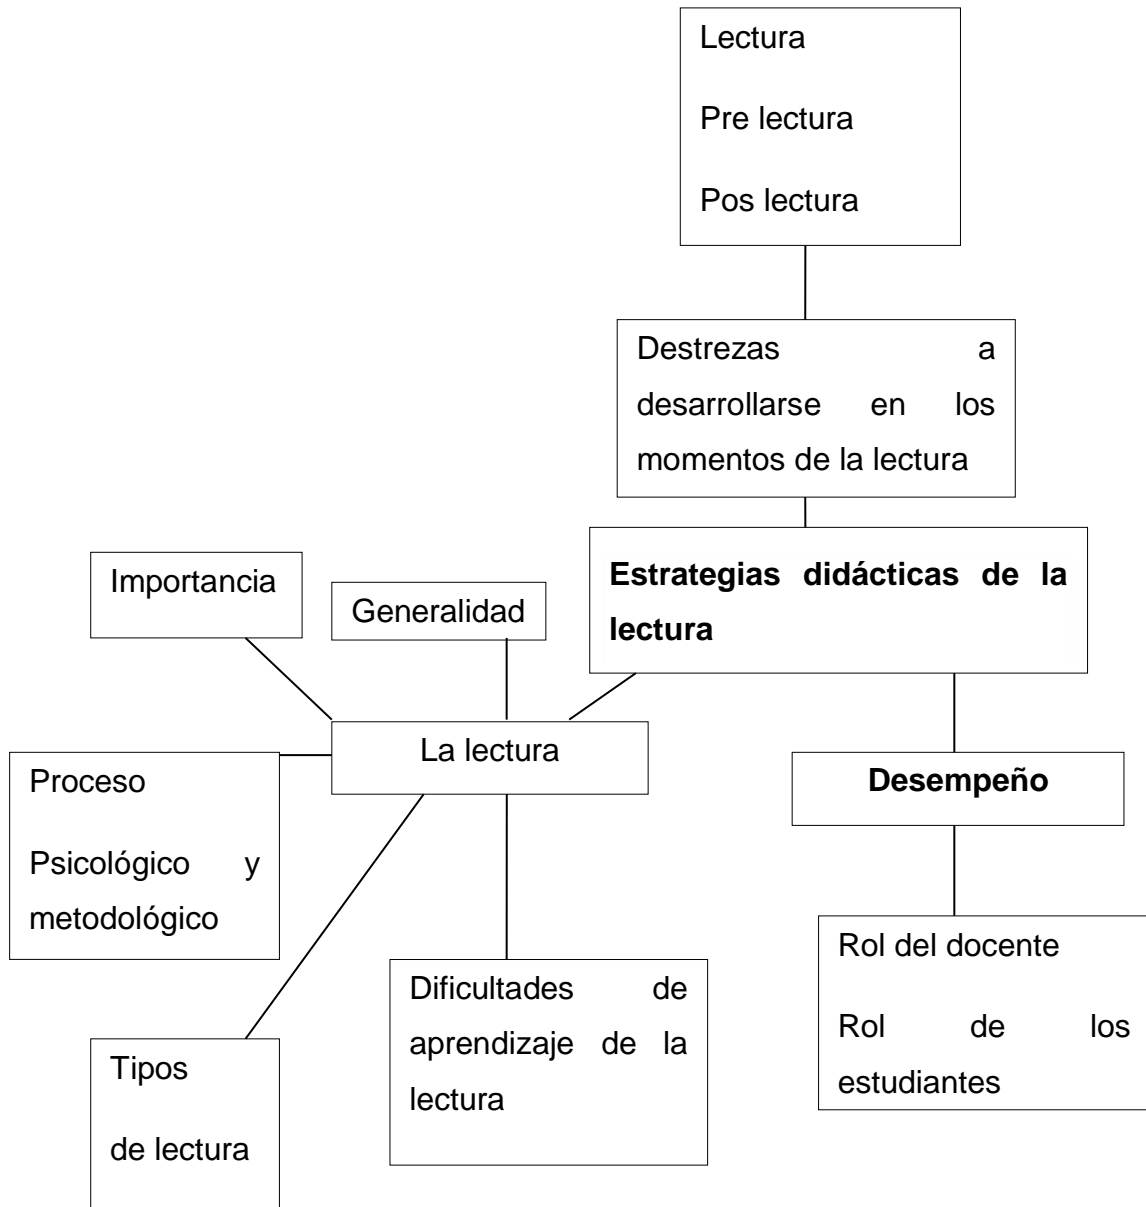 Lectura
Pre lectura
Pos lectura
Destrezas a
desarrollarse en los
momentos de la lectura
Estrategias didácticas de la
lectura
Importancia
Generalidad
La lectura
Proceso
Psicológico y
metodológico
Desempeño
Rol del docente
Rol de los
estudiantes
Dificultades de
aprendizaje de la
lectura
Tipos
de lectura